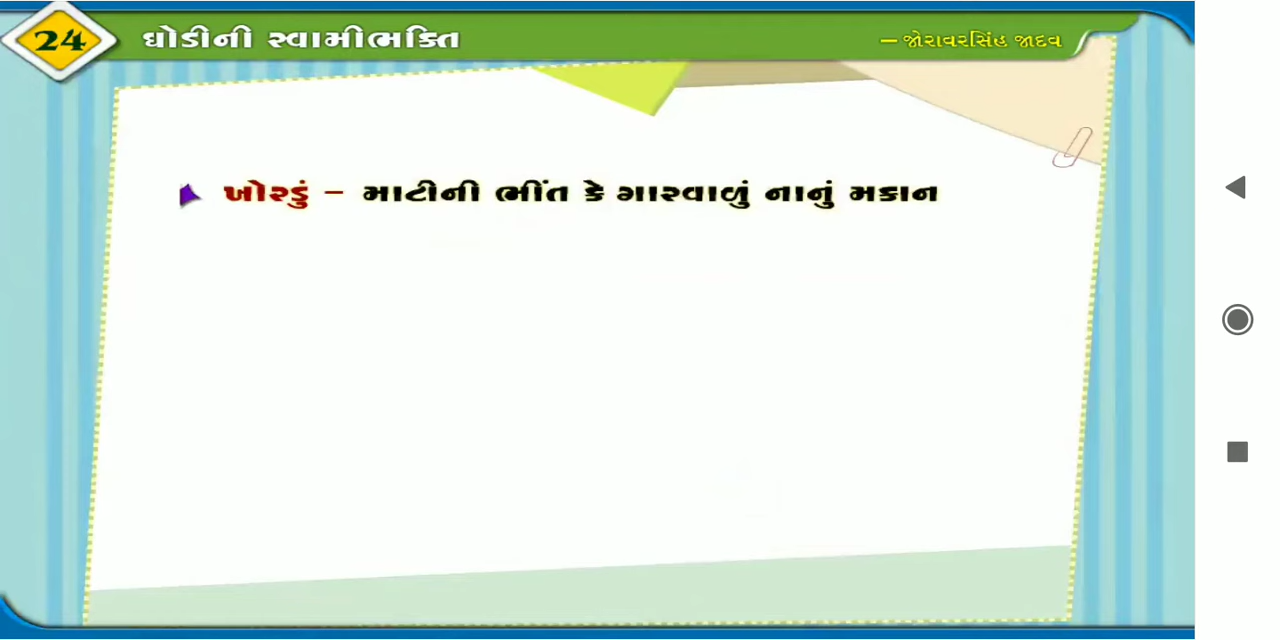 24 ઘોડીની સ્વામીભક્તિ – જોરાવરસિંહ જાદવ
ખોરડું – માટીની ભીંત કે ગારવાળું નાનું મકાન